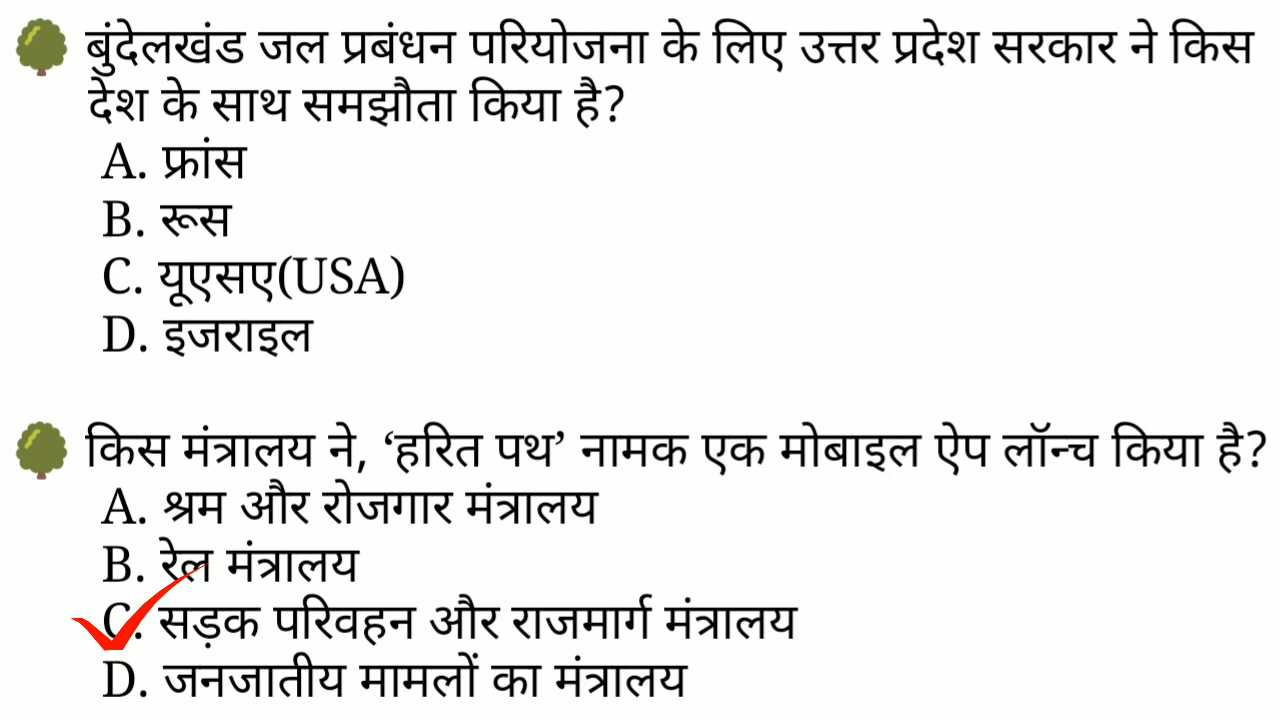 बुंदेलखंड जल प्रबंधन परियोजना के लिए उत्तर प्रदेश सरकार ने किस
देश के साथ समझौता किया है?
A. फ्रांस
B. रूस
C. यूएसए(USA)
D. इजराइल
किस मंत्रालय ने, ‘हरित पथ’ नामक एक मोबाइल ऐप लॉन्च किया है?
A. श्रम और रोजगार मंत्रालय
B. रेल मंत्रालय
C. सड़क परिवहन और राजमार्ग मंत्रालय
D. जनजातीय मामलों का मंत्रालय